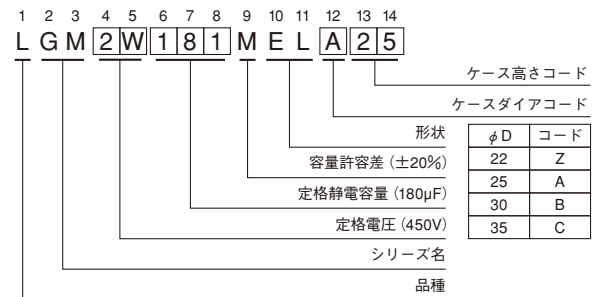 1 2 3 4 5 6 7 8 9 10 11 12 13 14
L G M 2 W 1 8 1 M E L A 2 5
ケース高さコード
ケースダイアコード
形状
容量許容差 (±20%)
定格静電容量 (180μF)
定格電圧 (450V)
シリーズ名
品種
φD コード
22 Z
25 A
30 B
35 C